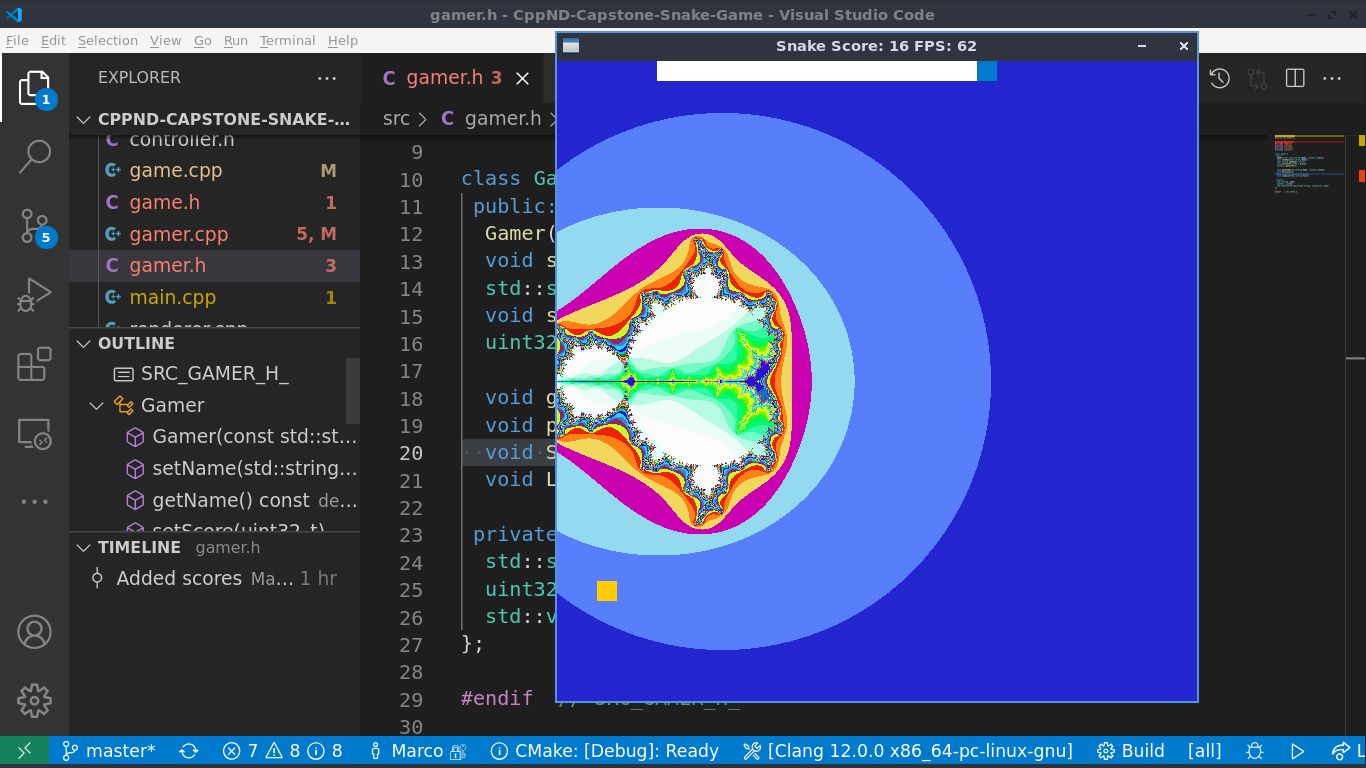 gamer.h - CppND-Capstone-Snake-Game - Visual Studio Code
File Edit Selection View Go Run Terminal Help
Snake Score: 16 FPS: 62
EXPLORER
1
gamer.h 3
CPPND-CAPSTONE-SNAKE-...
src > gamer.h >
controller.h
game.cpp M
game.h 1
gamer.cpp 5, M
gamer.h 3
main.cpp 1
renderer.cpp
5
OUTLINE
SRC_GAMER_H_
Gamer
Gamer(const std::st...
setName(std::string...
getName() const de...
setScore(uint32_t)
TIMELINE gamer.h
Added scores Ma... 1 hr
9
10 class Ga
11 public:
12 Gamer(
13 void s
14 std::s
15 void s
16 uint32
17
18 void g
19 void p
20 void S
21 void L
22
23 private
24 std::s
25 uint32
26 std::v
27 };
28
29 #endif // SRC_GAMER_H_
30
master* 7 8 8 Marco CMake: [Debug]: Ready [Clang 12.0.0 x86_64-pc-linux-gnu] Build [all] L